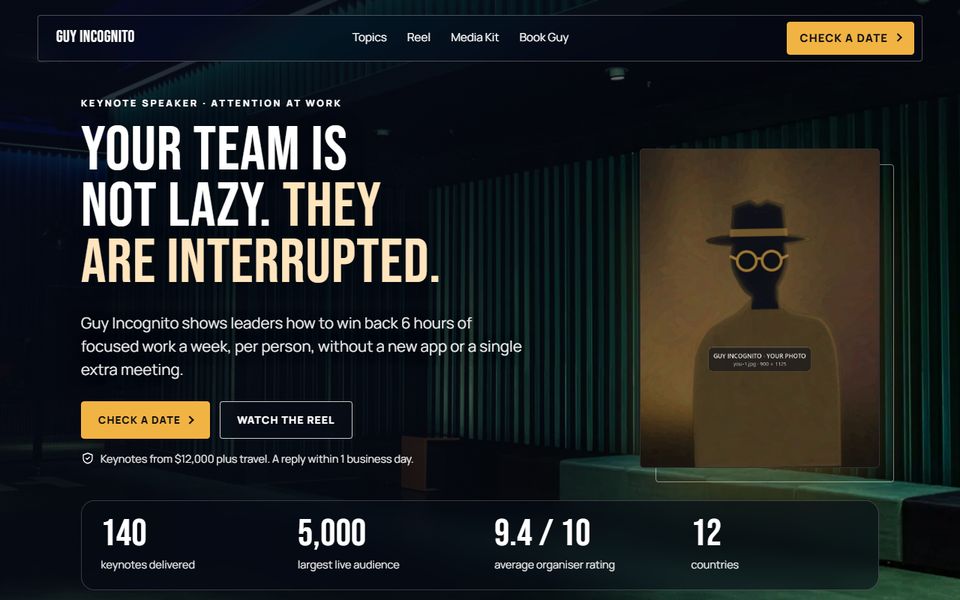 GUY INCOGNITO
Topics
Reel
Media Kit
Book Guy
CHECK A DATE
KEYNOTE SPEAKER · ATTENTION AT WORK
YOUR TEAM IS
NOT LAZY. THEY
ARE INTERRUPTED.
Guy Incognito shows leaders how to win back 6 hours of
focused work a week, per person, without a new app or a single
extra meeting.
CHECK A DATE
WATCH THE REEL
Keynotes from $12,000 plus travel. A reply within 1 business day.
GUY INCOGNITO · YOUR PHOTO
you-1.jpg · 900 × 1125
140
keynotes delivered
5,000
largest live audience
9.4 / 10
average organiser rating
12
countries